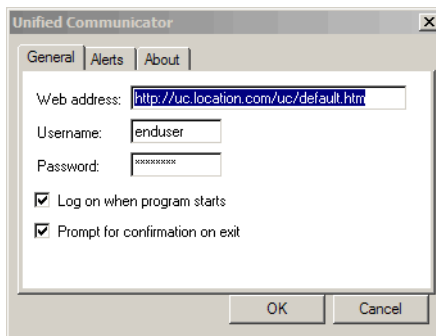 Unified Communicator
General Alerts About
Web address: http://uc.location.com/uc/default.htm
Username: enduser
Password: ********
Log on when program starts
Prompt for confirmation on exit
OK Cancel